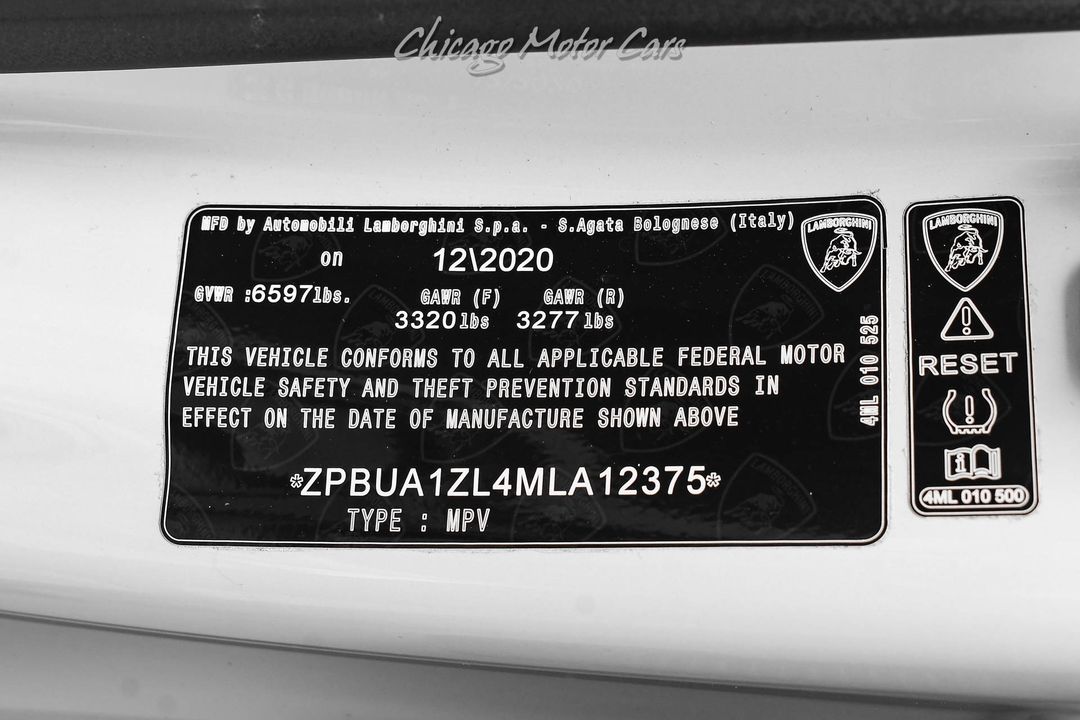 Chicago Motor Cars
MFD by Automobili Lamborghini S.p.a. - S.Agata Bolognese (Italy)
on 12\2020
GVWR :6597lbs. GAWR (F) GAWR (R)
3320lbs 3277lbs
THIS VEHICLE CONFORMS TO ALL APPLICABLE FEDERAL MOTOR
VEHICLE SAFETY AND THEFT PREVENTION STANDARDS IN
EFFECT ON THE DATE OF MANUFACTURE SHOWN ABOVE
*ZPBUA1ZL4MLA12375*
TYPE : MPV
LAMBORGHINI
4ML 010 525
LAMBORGHINI
RESET
4ML 010 500